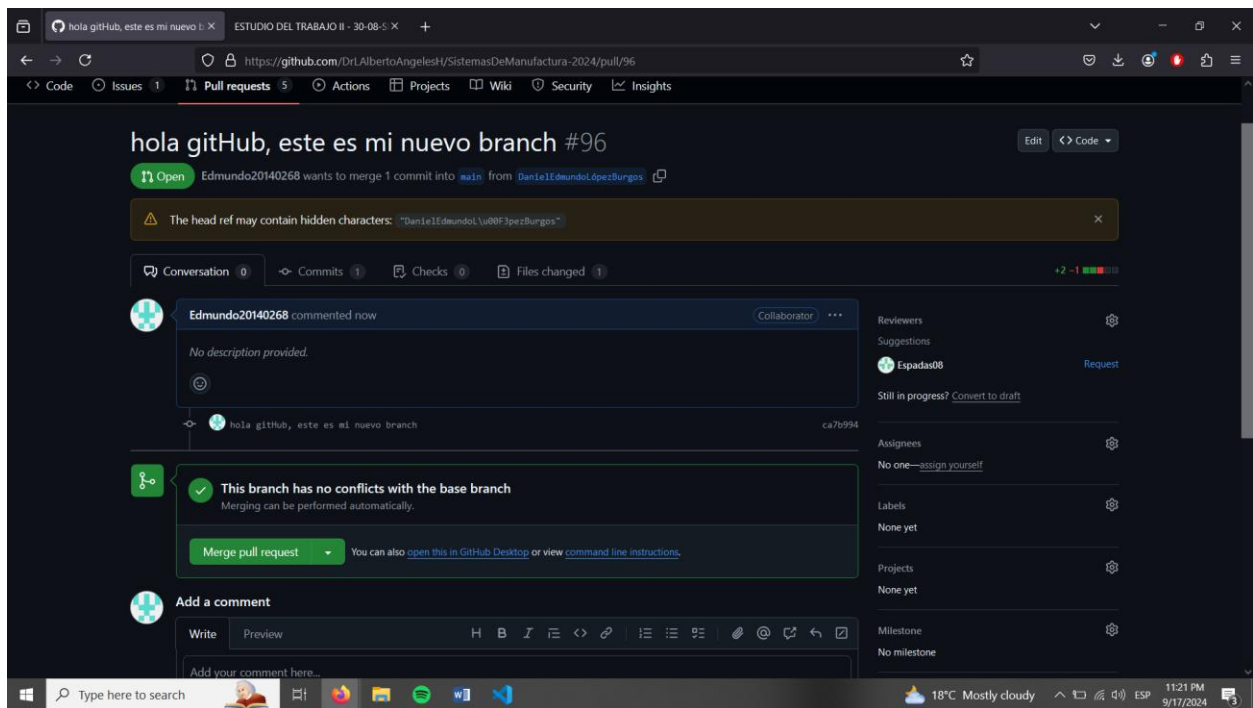 hola gitHub, este es mi nuevo b
ESTUDIO DEL TRABAJO II - 30-08-S
https://github.com/DrLAlbertoAngelesH/SistemasDeManufactura-2024/pull/96
Code Issues 1 Pull requests 5 Actions Projects Wiki Security Insights
hola gitHub, este es mi nuevo branch #96
Edit Code
Open Edmundo20140268 wants to merge 1 commit into main from DanielEdmundoLópezBurgos
The head ref may contain hidden characters: "DanielEdmundoL\u00F3pezBurgos"
Conversation 0 Commits 1 Checks 0 Files changed 1 +2 −1
Edmundo20140268 commented now Collaborator
No description provided.
hola gitHub, este es mi nuevo branch ca7b994
This branch has no conflicts with the base branch
Merging can be performed automatically.
Merge pull request You can also open this in GitHub Desktop or view command line instructions.
Add a comment
Write Preview
Add your comment here...
Reviewers
Suggestions
Espadas08 Request
Still in progress? Convert to draft
Assignees
No one—assign yourself
Labels
None yet
Projects
None yet
Milestone
No milestone
Type here to search
18°C Mostly cloudy ESP 11:21 PM
9/17/2024
3